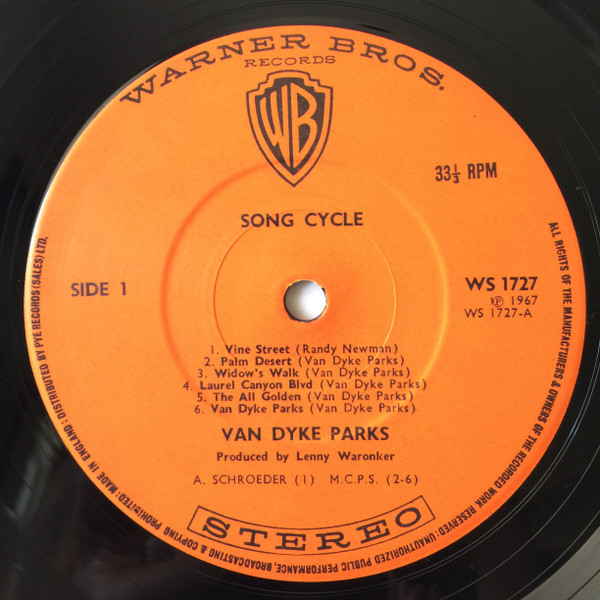 WARNER BROS.
RECORDS
WB
33⅓ RPM
SONG CYCLE
SIDE 1
WS 1727
Ⓟ 1967
WS 1727-A
1. Vine Street (Randy Newman)
2. Palm Desert (Van Dyke Parks)
3. Widow's Walk (Van Dyke Parks)
4. Laurel Canyon Blvd (Van Dyke Parks)
5. The All Golden (Van Dyke Parks)
6. Van Dyke Parks (Van Dyke Parks)
VAN DYKE PARKS
Produced by Lenny Waronker
A. SCHROEDER (1) M.C.P.S. (2-6)
STEREO
ALL RIGHTS OF THE MANUFACTURERS & OWNERS OF THE RECORDED WORK RESERVED-UNAUTHORIZED PUBLIC PERFORMANCE, BROADCASTING & COPYING PROHIBITED: MADE IN ENGLAND: DISTRIBUTED BY PYE RECORDS (SALES) LTD,